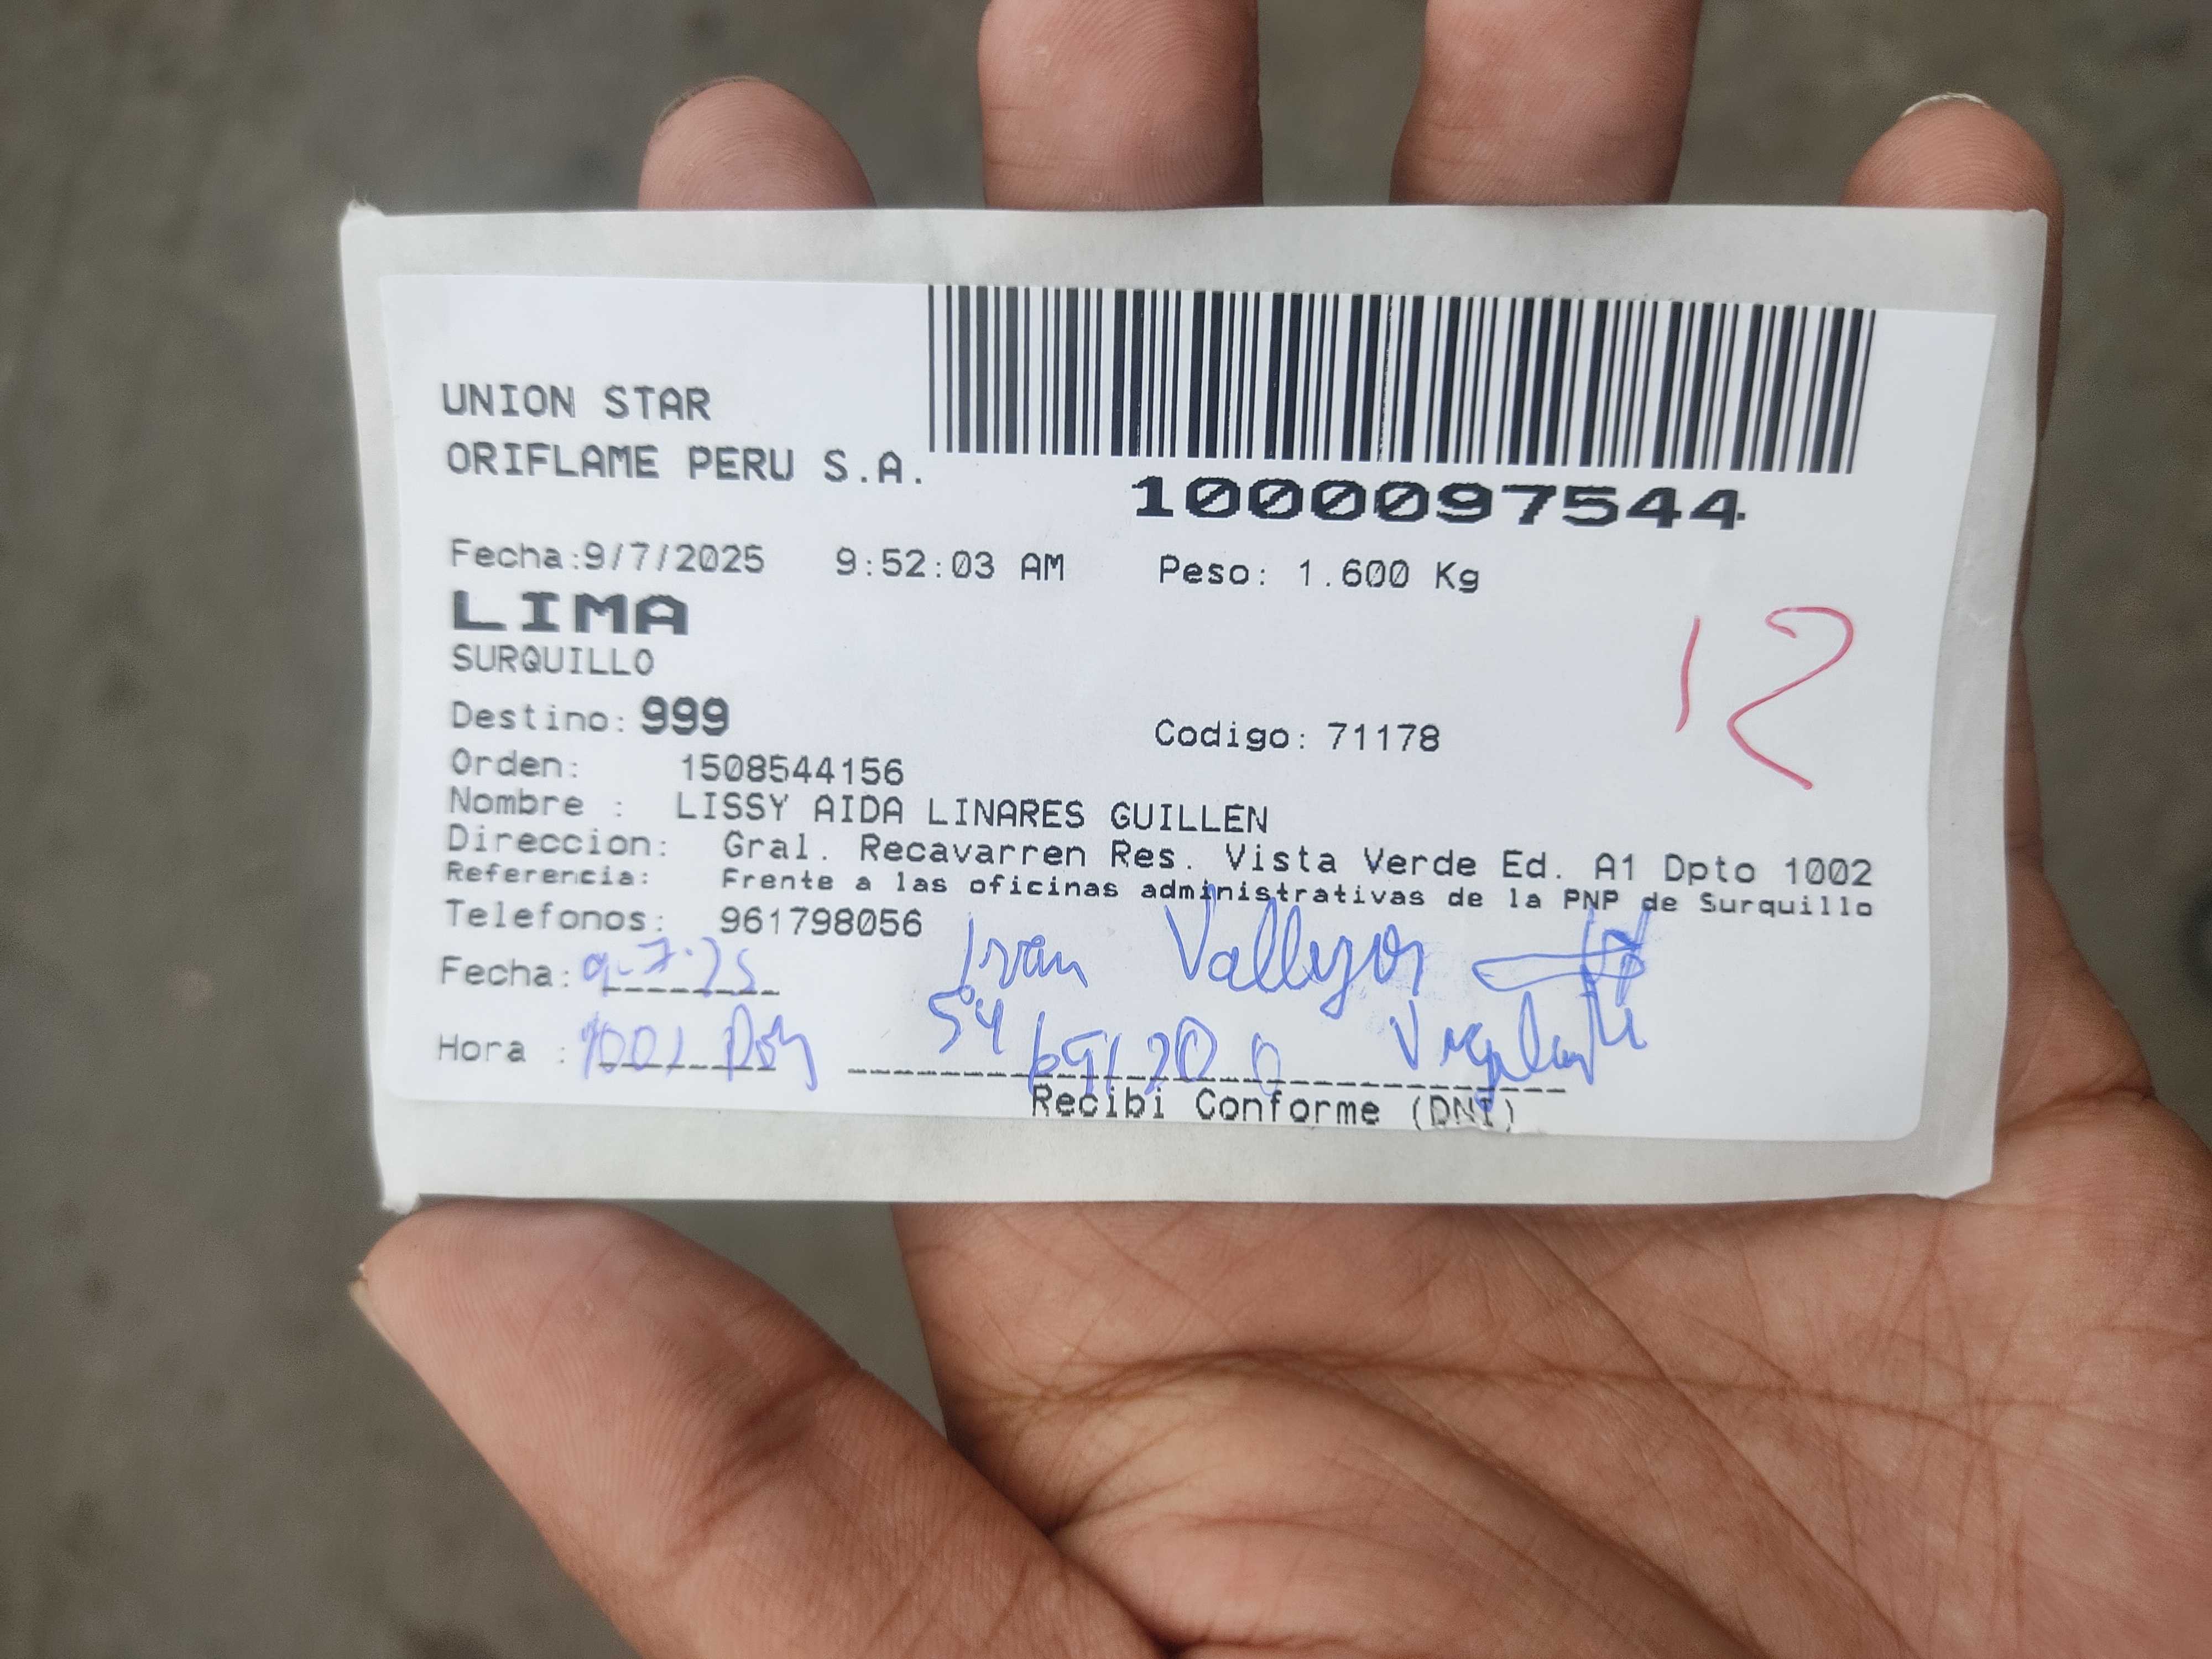 UNION STAR
ORIFLAME PERU S.A.
1000097544
Fecha:9/7/2025 9:52:03 AM Peso: 1.600 Kg
LIMA
SURQUILLO
12
Destino: 999 Codigo: 71178
Orden: 1508544156
Nombre : LISSY AIDA LINARES GUILLEN
Direccion: Gral. Recavarren Res. Vista Verde Ed. A1 Dpto 1002
Referencia: Frente a las oficinas administrativas de la PNP de Surquillo
Telefonos: 961798056
Ivan Vallejos
Fecha: 9-7-25
Hora : Vigilante
Recibi Conforme (DNI)